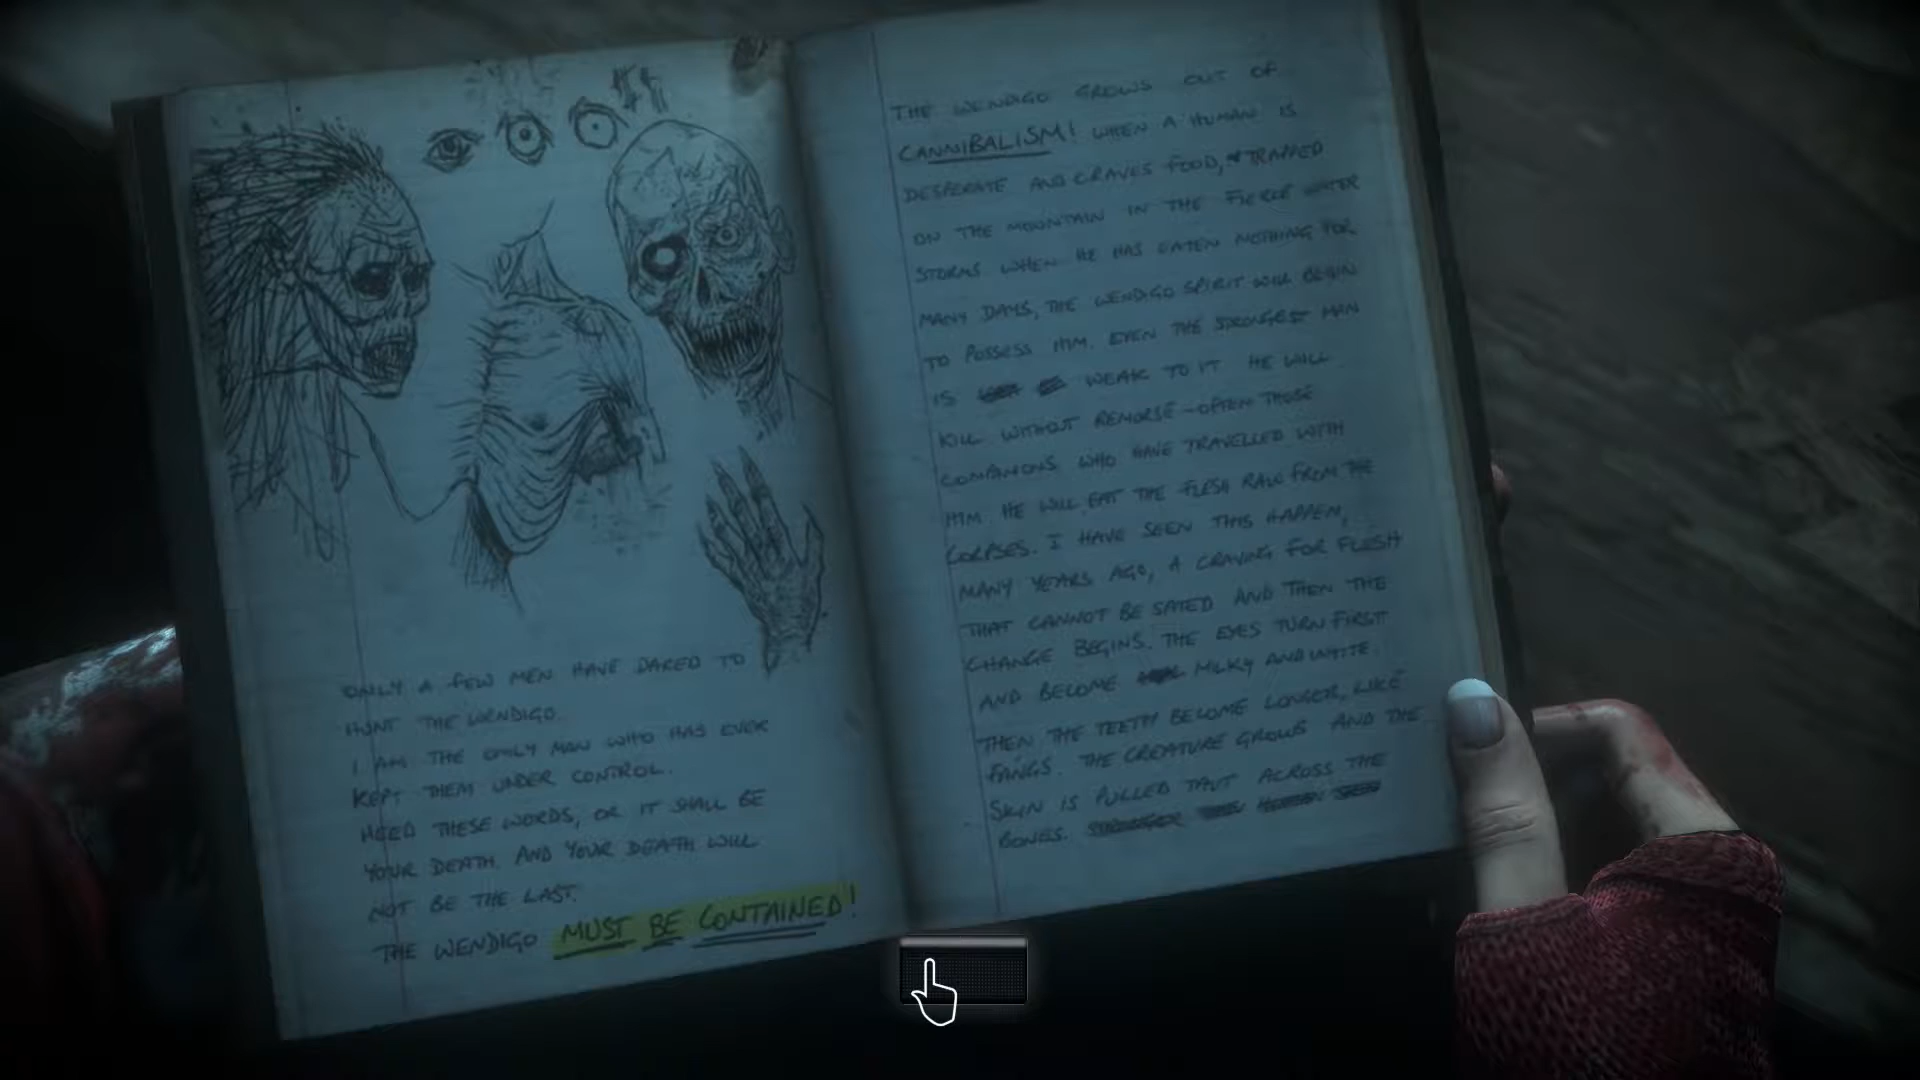 ONLY A FEW MEN HAVE DARED TO
HUNT THE WENDIGO.
I AM THE ONLY MAN WHO HAS EVER
KEPT THEM UNDER CONTROL.
HEED THESE WORDS, OR IT SHALL BE
YOUR DEATH. AND YOUR DEATH WILL
NOT BE THE LAST.
THE WENDIGO MUST BE CONTAINED!
THE WENDIGO GROWS OUT OF
CANNIBALISM! WHEN A HUMAN IS
DESPERATE AND CRAVES FOOD, TRAPPED
ON THE MOUNTAIN IN THE FIERCE WINTER
STORMS. WHEN HE HAS EATEN NOTHING FOR
MANY DAYS, THE WENDIGO SPIRIT WILL BEGIN
TO POSSESS HIM. EVEN THE STRONGEST MAN
IS WEAK TO IT HE WILL
KILL WITHOUT REMORSE - OFTEN THOSE
COMPANIONS WHO HAVE TRAVELLED WITH
HIM HE WILL EAT THE FLESH RAW FROM THE
CORPSES. I HAVE SEEN THIS HAPPEN,
MANY YEARS AGO, A CRAVING FOR FLESH
THAT CANNOT BE SATED AND THEN THE
CHANGE BEGINS. THE EYES TURN FIRST
AND BECOME MILKY AND WHITE.
THEN THE TEETH BECOME LONGER, LIKE
FANGS. THE CREATURE GROWS AND THE
SKIN IS PULLED TAUT ACROSS THE
BONES.